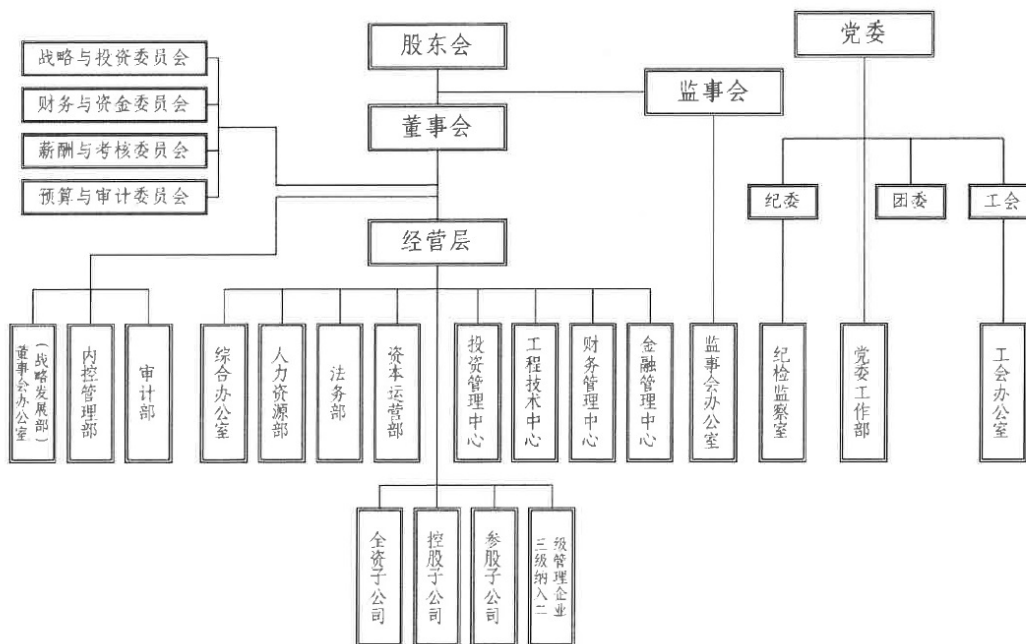 党委
股东会
战略与投资委员会
监事会
财务与资金委员会
董事会
薪酬与考核委员会
预算与审计委员会
纪委
团委
工会
经营层
董事会办公室
（战略发展部）
内控管理部
审计部
综合办公室
人力资源部
法务部
资本运营部
投资管理中心
工程技术中心
财务管理中心
金融管理中心
监事会办公室
纪检监察室
党委工作部
工会办公室
全资子公司
控股子公司
参股子公司
三级纳入二
级管理企业